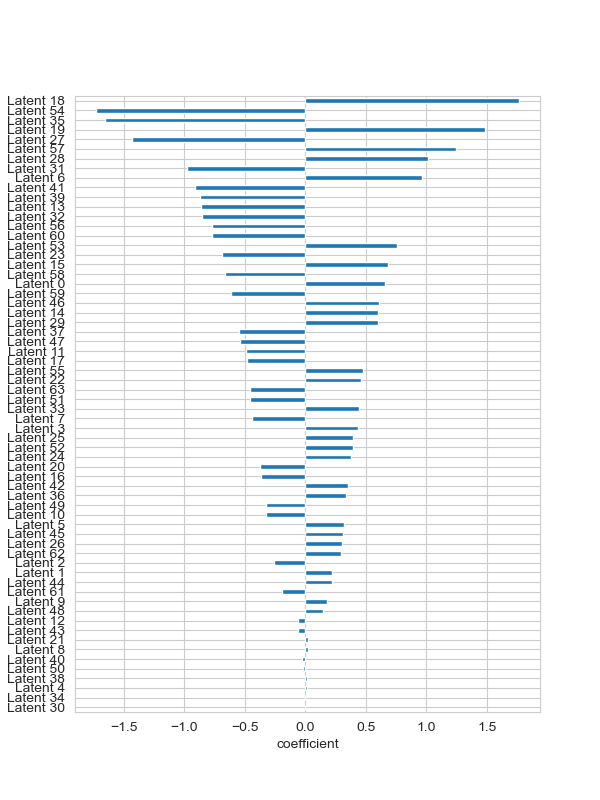 Latent 18
Latent 54
Latent 35
Latent 19
Latent 27
Latent 57
Latent 28
Latent 31
Latent 6
Latent 41
Latent 39
Latent 13
Latent 32
Latent 56
Latent 60
Latent 53
Latent 23
Latent 15
Latent 58
Latent 0
Latent 59
Latent 46
Latent 14
Latent 29
Latent 37
Latent 47
Latent 11
Latent 17
Latent 55
Latent 22
Latent 63
Latent 51
Latent 33
Latent 7
Latent 3
Latent 25
Latent 52
Latent 24
Latent 20
Latent 16
Latent 42
Latent 36
Latent 49
Latent 10
Latent 5
Latent 45
Latent 26
Latent 62
Latent 2
Latent 1
Latent 44
Latent 61
Latent 9
Latent 48
Latent 12
Latent 43
Latent 21
Latent 8
Latent 40
Latent 50
Latent 38
Latent 4
Latent 34
Latent 30
−1.5 −1.0 −0.5 0.0 0.5 1.0 1.5
coefficient